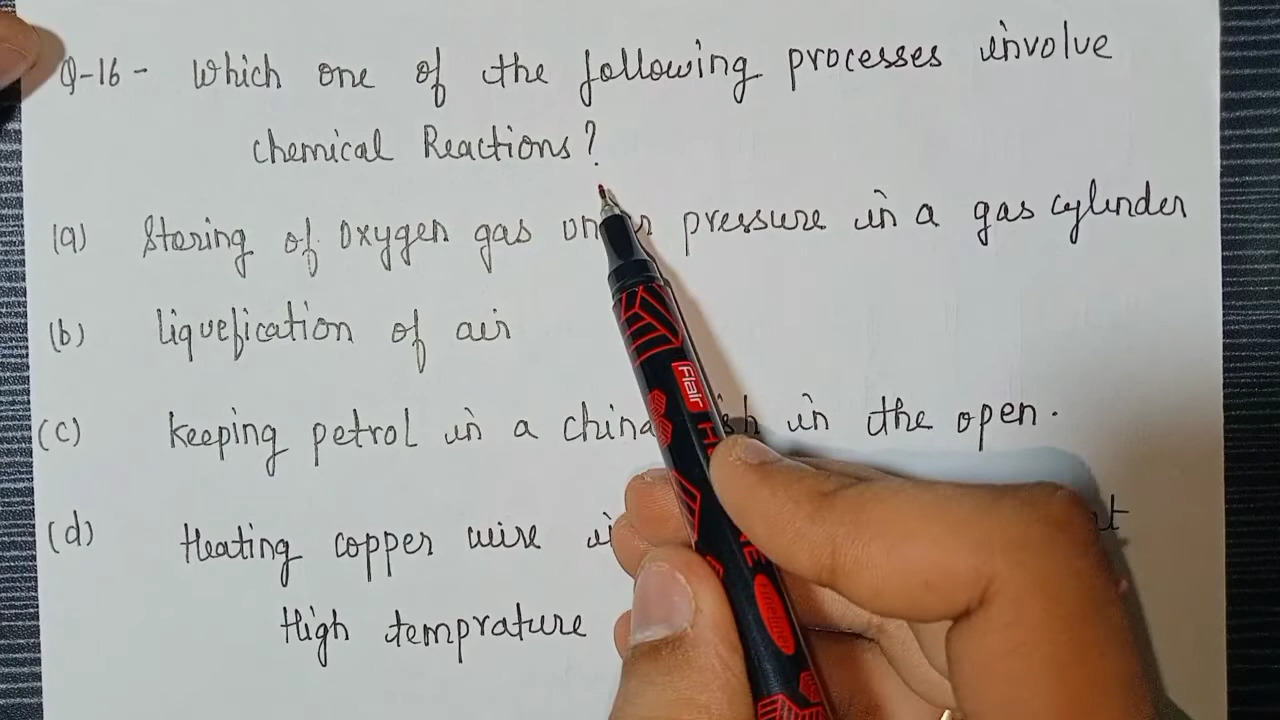 Q-16 - Which one of the following processes involve
chemical Reactions?
(a) Storing of oxygen gas pressure in a gas cylinder
(b) liquefication of air
(c) Keeping petrol in a china in the open.
(d) Heating copper wire
High temprature
Flair